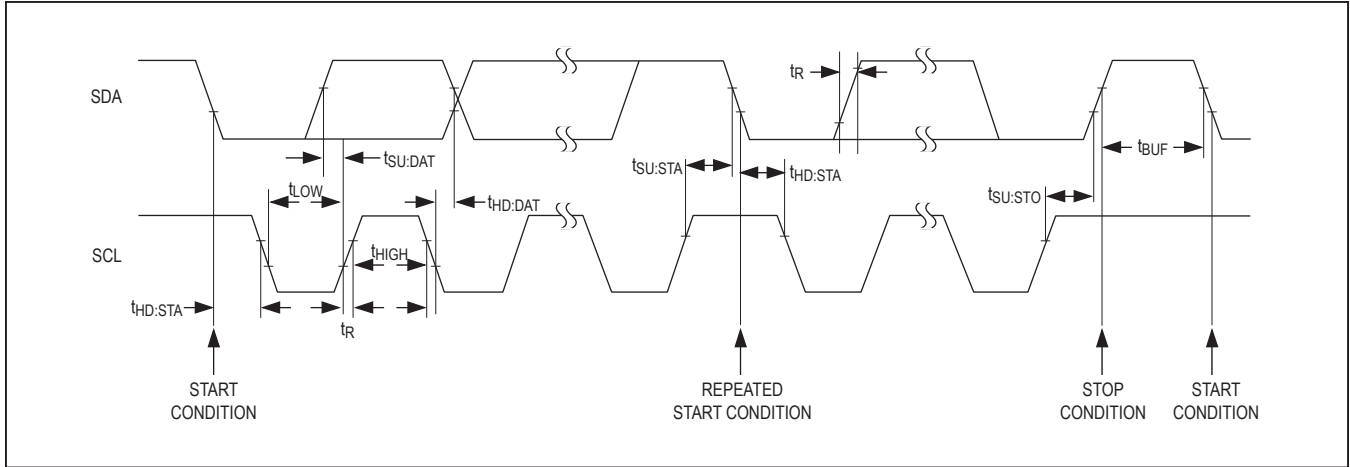 SDA
tR
tSU:DAT
tSU:STA
tHD:STA
tBUF
tLOW
tHD:DAT
tSU:STO
SCL
tHIGH
tHD:STA
tR
START
CONDITION
REPEATED
START CONDITION
STOP
CONDITION
START
CONDITION